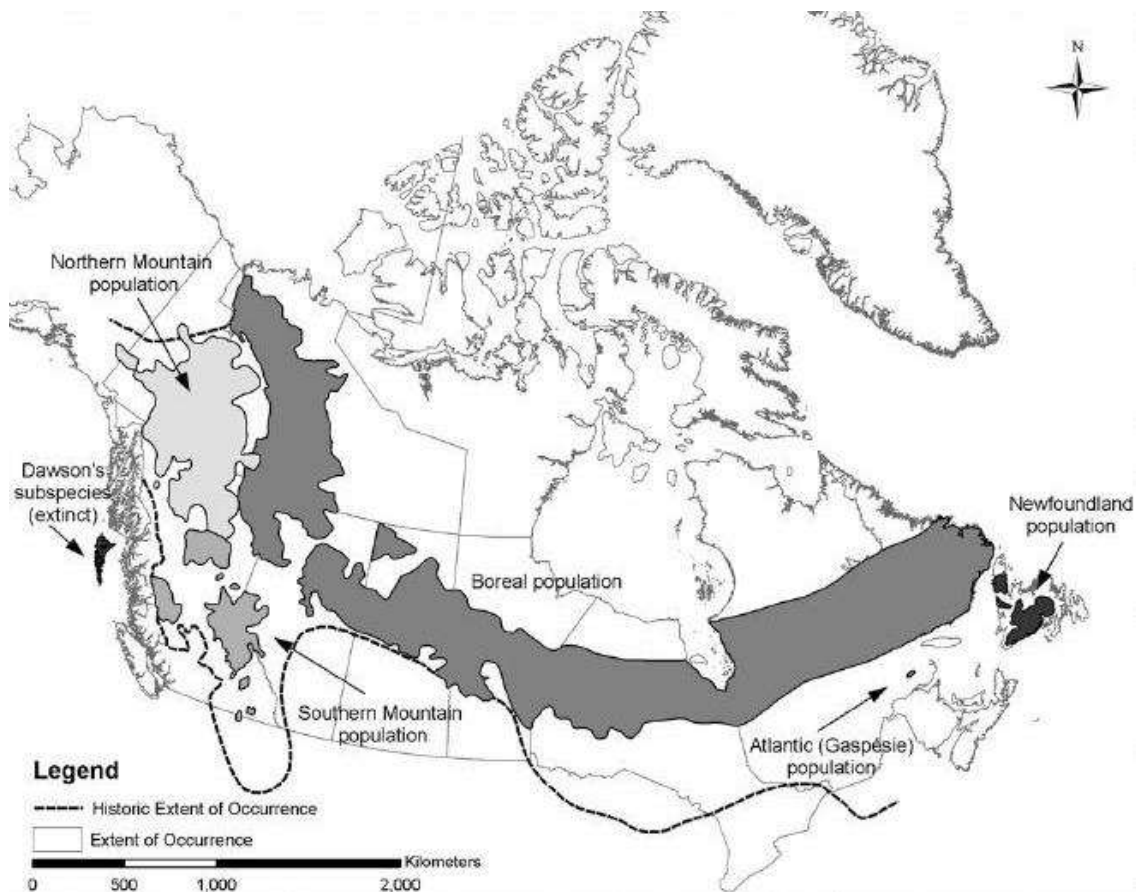 N
Northern Mountain
population
Dawson's
subspecies
(extinct)
Newfoundland
population
Boreal population
Southern Mountain
population
Atlantic (Gaspésie)
population
Legend
Historic Extent of Occurrence
Extent of Occurrence
Kilometers
0 500 1,000 2,000